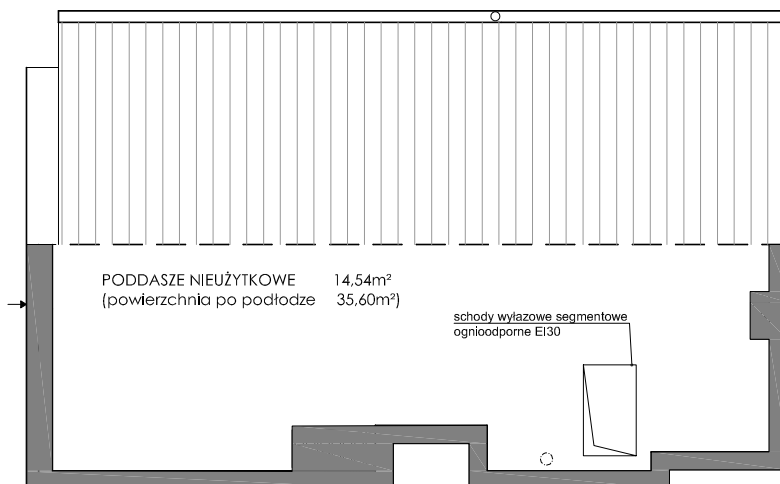 PODDASZE NIEUŻYTKOWE 14,54m²
(powierzchnia po podłodze 35,60m²)
schody wyłazowe segmentowe
ognioodporne EI30